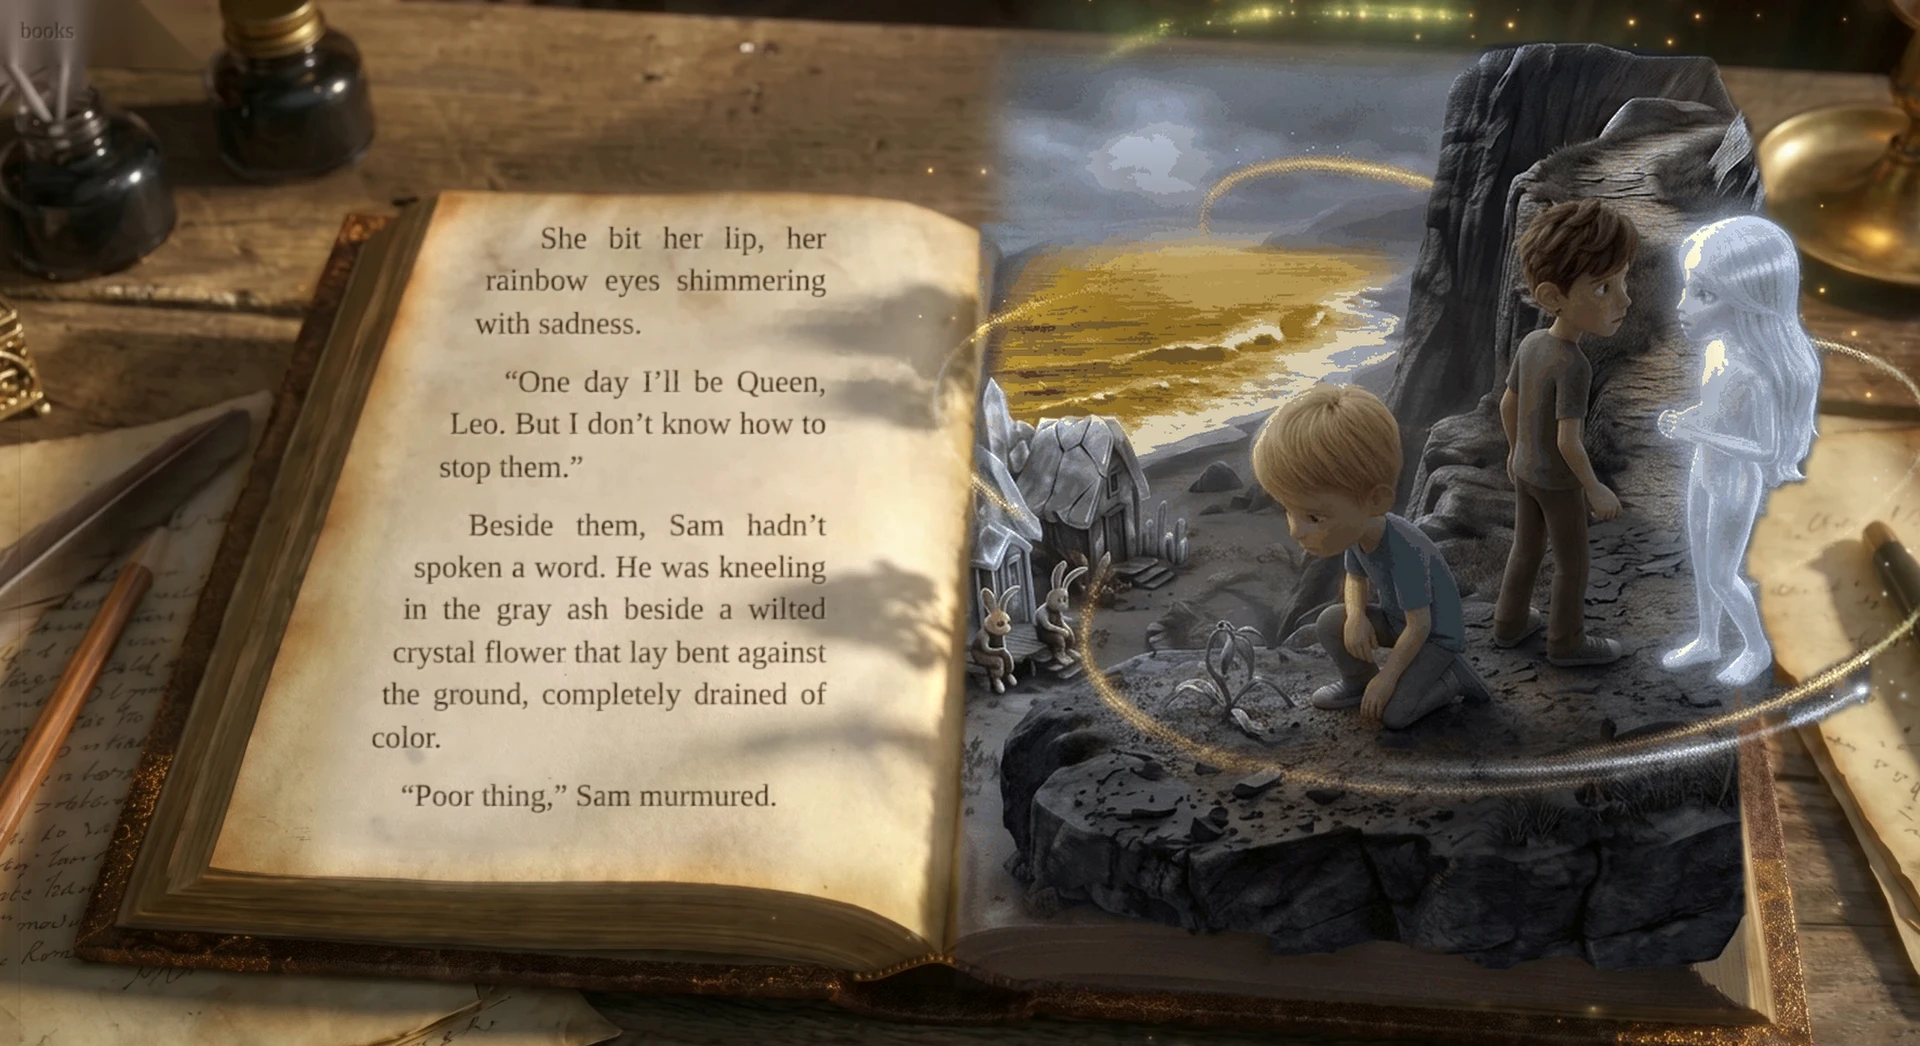 books
She bit her lip, her
rainbow eyes shimmering
with sadness.
“One day I’ll be Queen,
Leo. But I don’t know how to
stop them.”
Beside them, Sam hadn’t
spoken a word. He was kneeling
in the gray ash beside a wilted
crystal flower that lay bent against
the ground, completely drained of
color.
“Poor thing,” Sam murmured.